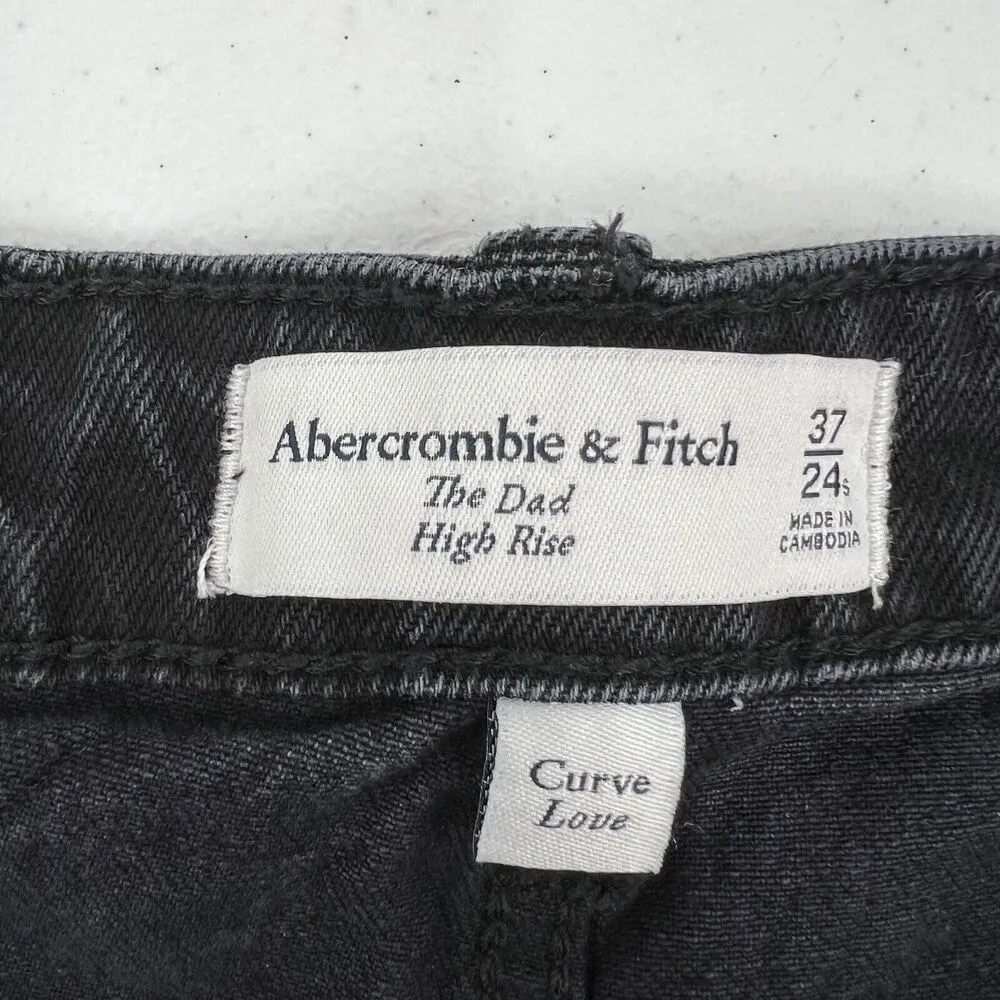 Abercrombie & Fitch
The Dad
High Rise
37
24s
MADE IN
CAMBODIA
Curve
Love